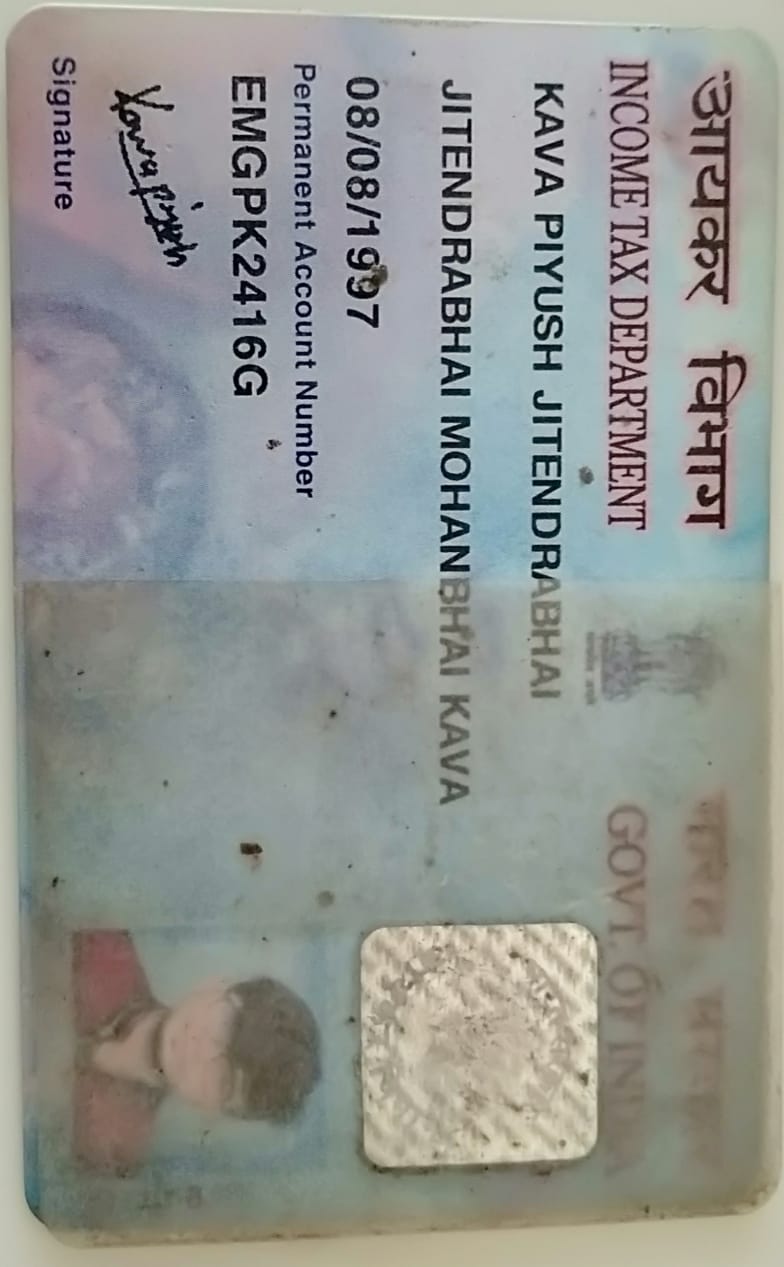 आयकर विभाग
INCOME TAX DEPARTMENT
भारत सरकार
GOVT. OF INDIA
KAVA PIYUSH JITENDRABHAI
JITENDRABHAI MOHANBHAI KAVA
08/08/1997
Permanent Account Number
EMGPK2416G
Kava piyush
Signature